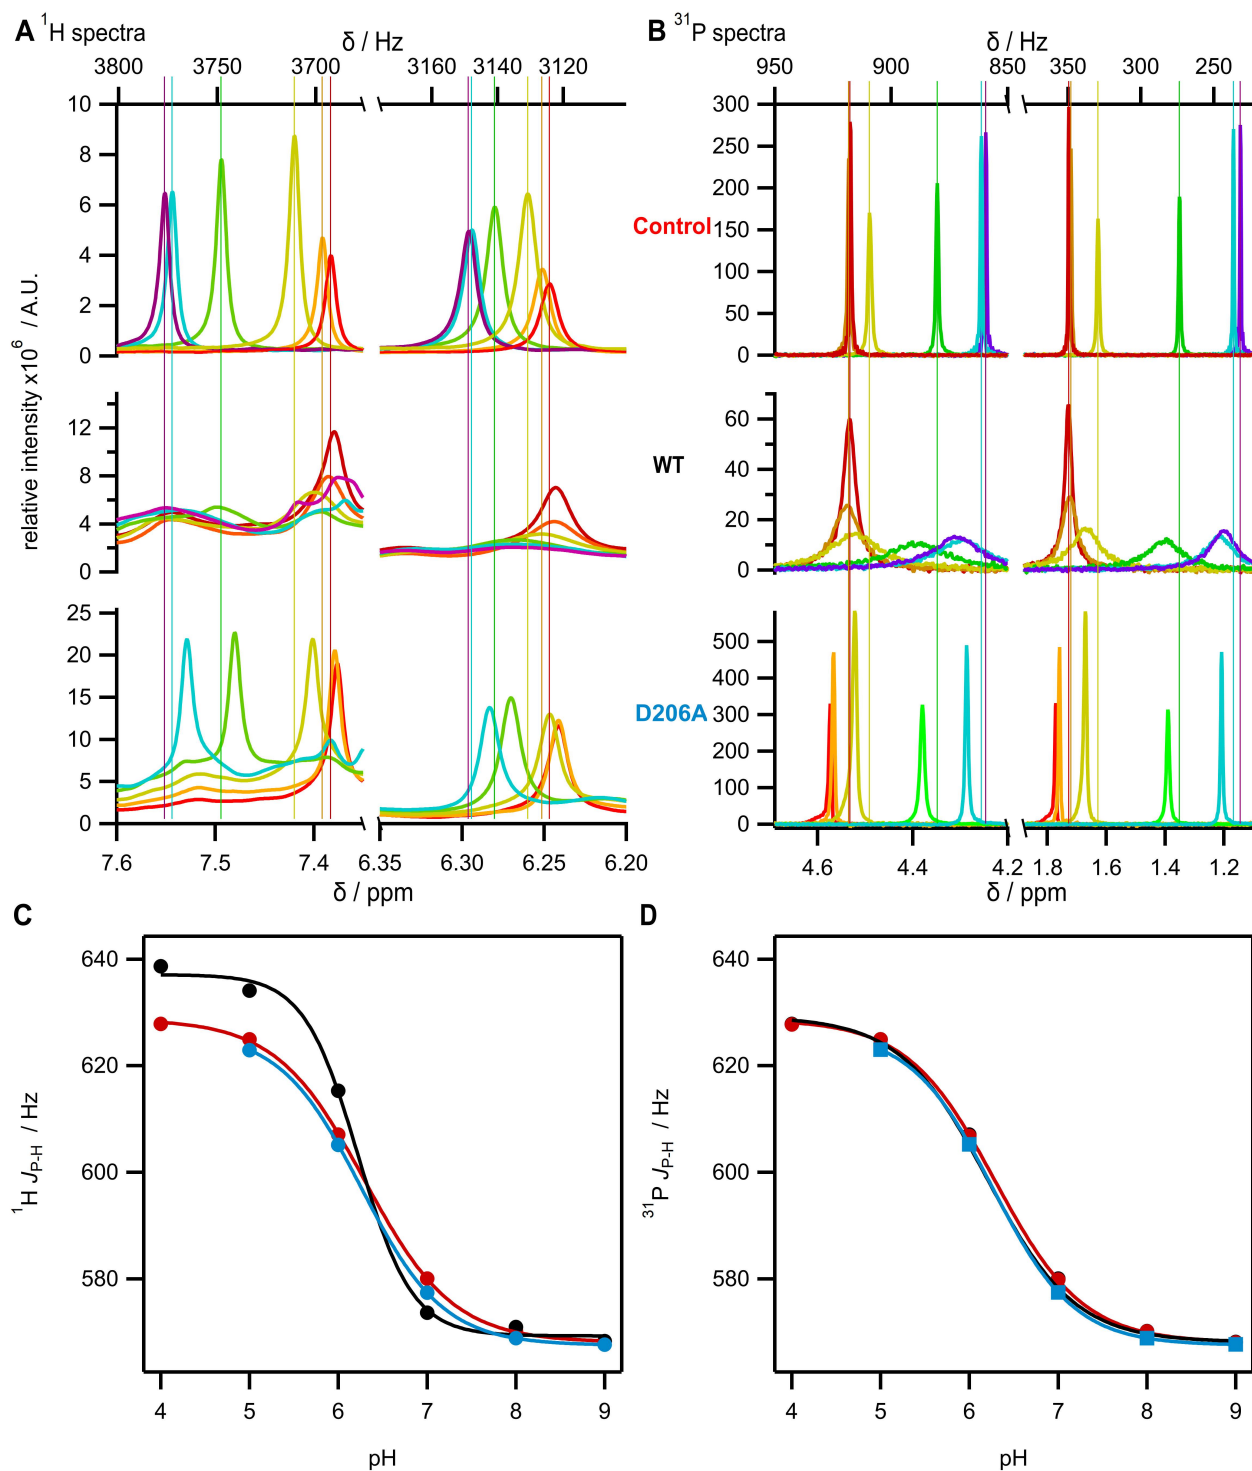 A ¹H spectra
δ / Hz
3800 3750 3700 3160 3140 3120
10
8
6
4
2
0
relative intensity x10⁶ / A.U.
12
8
4
0
25
20
15
10
5
0
7.6 7.5 7.4 6.35 6.30 6.25 6.20
δ / ppm
B ³¹P spectra
δ / Hz
950 900 850 350 300 250
300
250
200
150
100
50
0
Control
60
40
20
0
WT
500
400
300
200
100
0
D206A
4.6 4.4 4.2 1.8 1.6 1.4 1.2
δ / ppm
C
640
620
600
580
¹H J_P-H / Hz
4 5 6 7 8 9
pH
D
640
620
600
580
³¹P J_P-H / Hz
4 5 6 7 8 9
pH